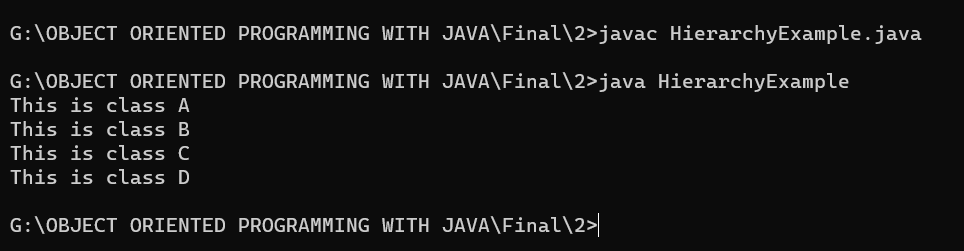 G:\OBJECT ORIENTED PROGRAMMING WITH JAVA\Final\2>javac HierarchyExample.java
G:\OBJECT ORIENTED PROGRAMMING WITH JAVA\Final\2>java HierarchyExample
This is class A
This is class B
This is class C
This is class D
G:\OBJECT ORIENTED PROGRAMMING WITH JAVA\Final\2>